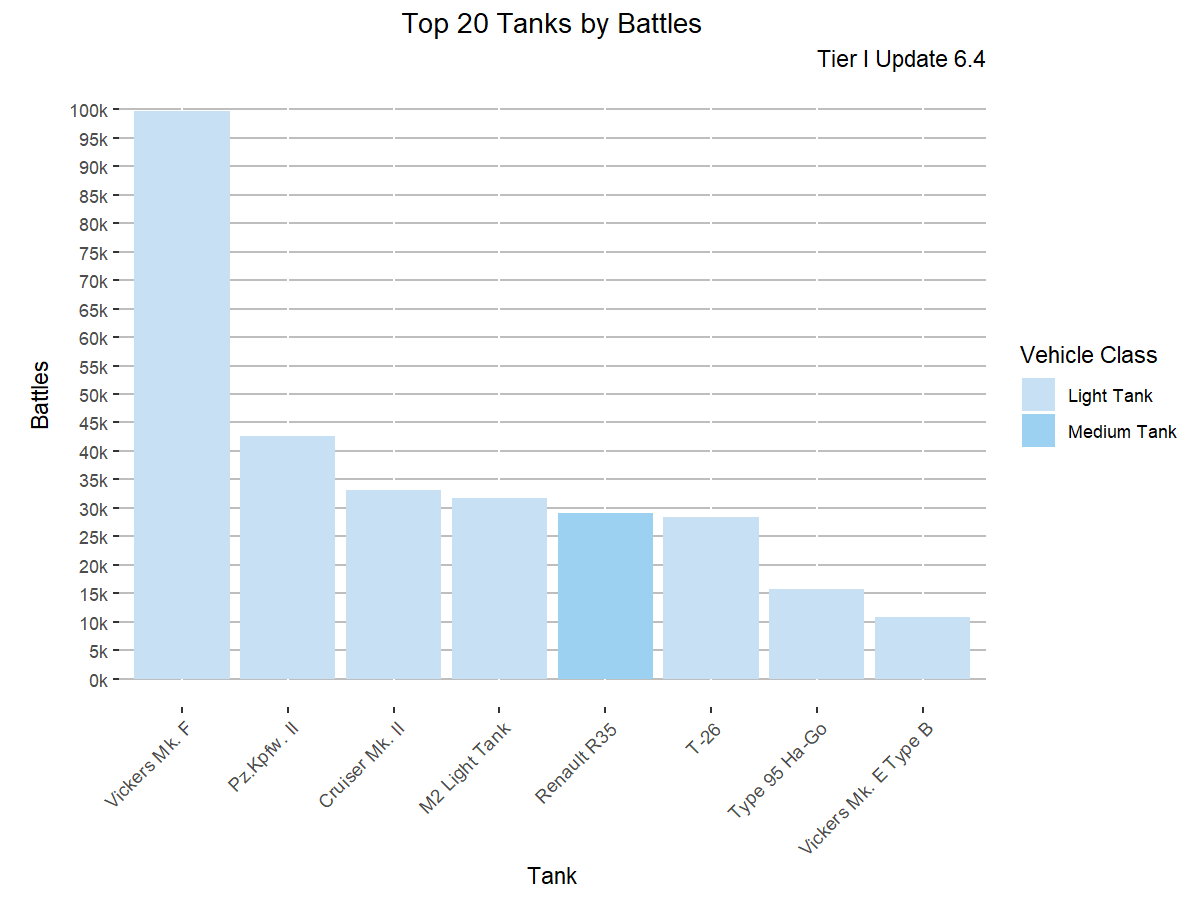 Top 20 Tanks by Battles
Tier I Update 6.4
100k
95k
90k
85k
80k
75k
70k
65k
60k
55k
50k
45k
40k
35k
30k
25k
20k
15k
10k
5k
0k
Battles
Vickers Mk. F
Pz.Kpfw. II
Cruiser Mk. II
M2 Light Tank
Renault R35
T-26
Type 95 Ha-Go
Vickers Mk. E Type B
Tank
Vehicle Class
Light Tank
Medium Tank